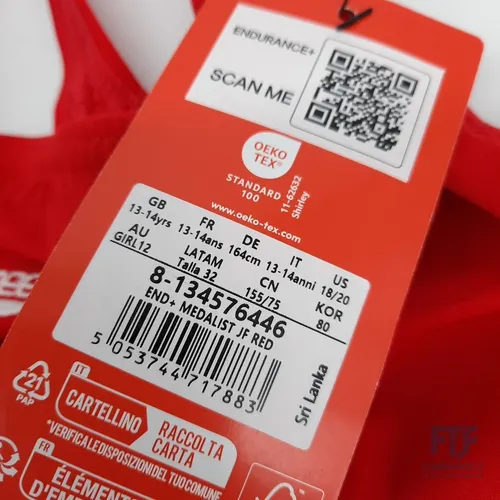 ENDURANCE+
SCAN ME
OEKO
TEX®
STANDARD
100
11-62632
Shirley
www.oeko-tex.com
GB FR DE IT US
13-14yrs 13-14ans 164cm 13-14anni 18/20
AU LATAM CN KOR
GIRL12 Talla 32 155/75 80
8-134576446
END+ MEDALIST JF RED
5 053744 717883
Sri Lanka
21
PAP
IT
CARTELLINO
RACCOLTA
CARTA
*VERIFICA LE DISPOSIZIONI DEL TUO COMUNE
FR
ÉLÉMENTS
FTF